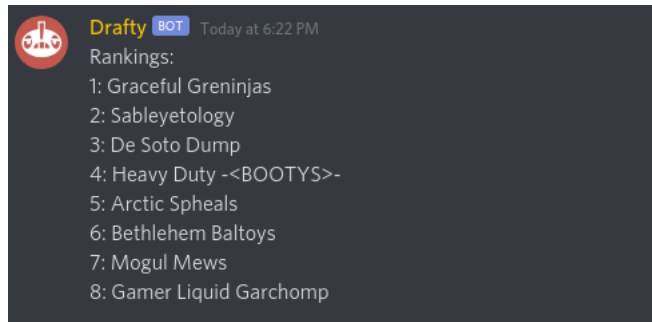 Drafty BOT Today at 6:22 PM
Rankings:
1: Graceful Greninjas
2: Sableyetology
3: De Soto Dump
4: Heavy Duty -<BOOTYS>-
5: Arctic Spheals
6: Bethlehem Baltoys
7: Mogul Mews
8: Gamer Liquid Garchomp